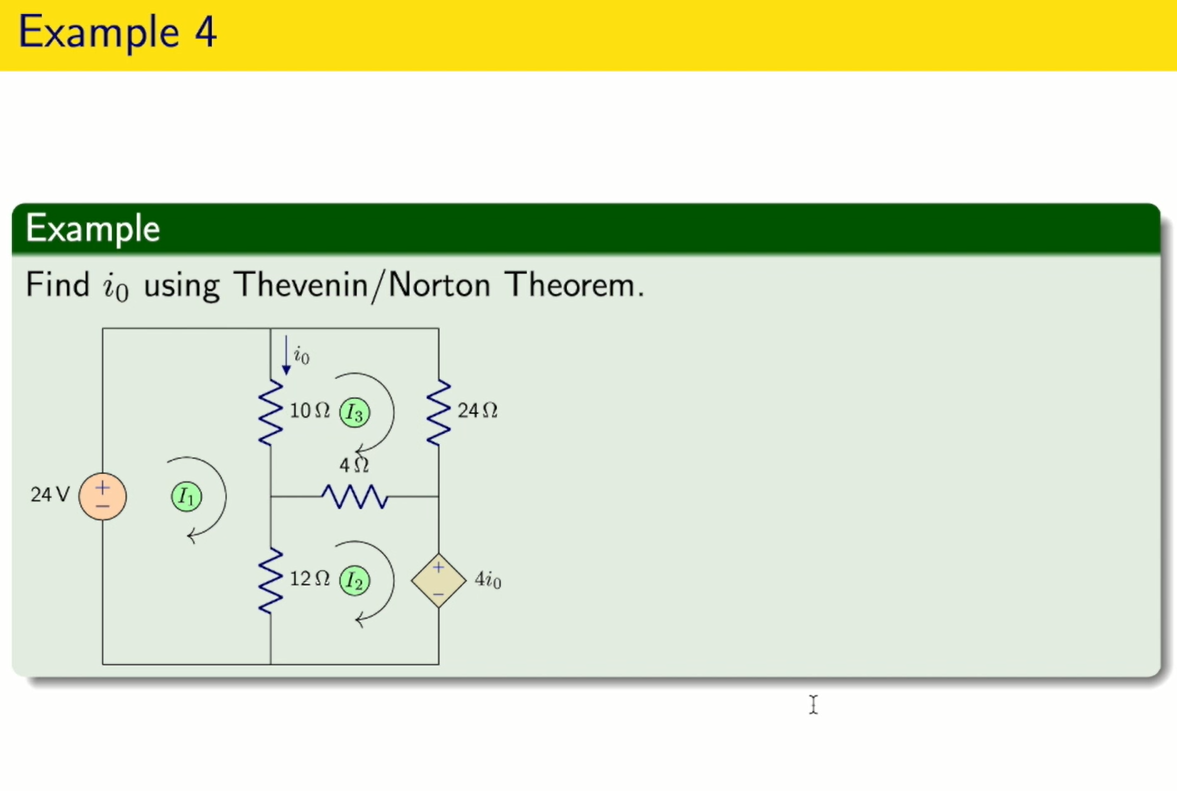 Example 4
Example
Find i₀ using Thevenin/Norton Theorem.
i₀
10 Ω I₃ 24 Ω
4 Ω
24 V + − I₁
12 Ω I₂ + − 4i₀